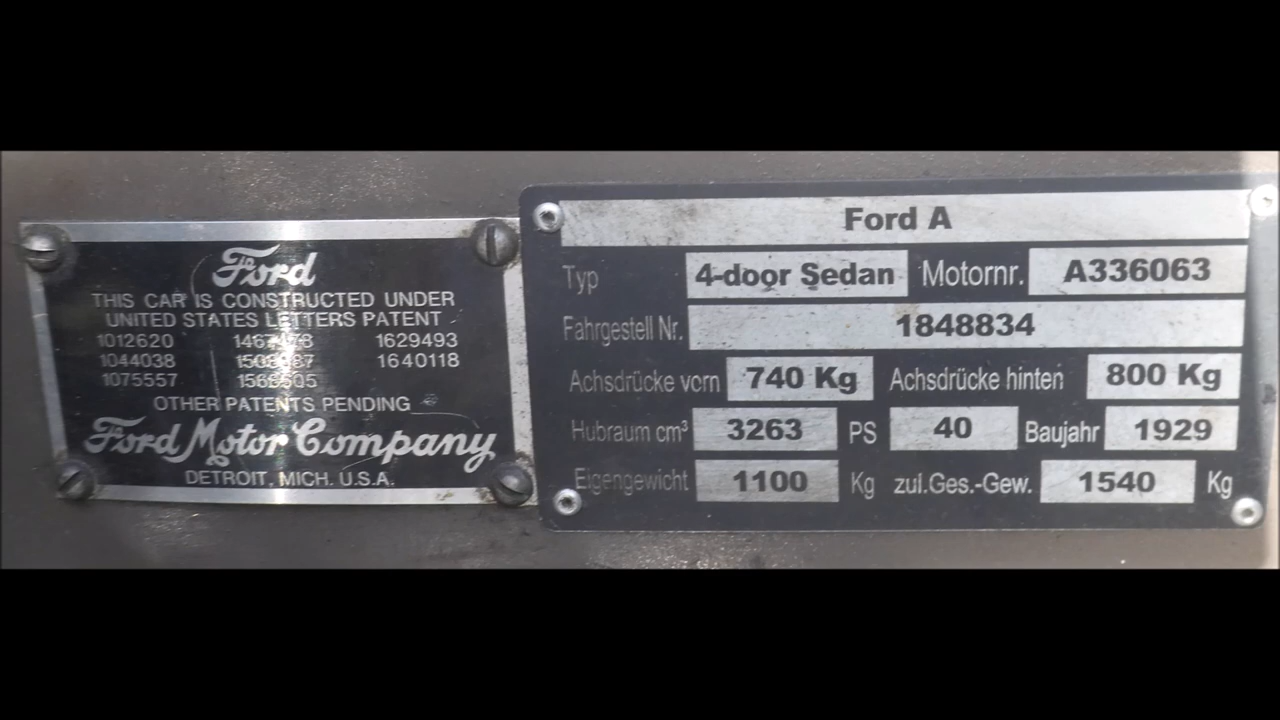 Ford
THIS CAR IS CONSTRUCTED UNDER
UNITED STATES LETTERS PATENT
1012620 1629493
1044038 1640118
1075557
OTHER PATENTS PENDING
Ford Motor Company
DETROIT, MICH. U.S.A.
Ford A
Typ 4-door Sedan Motornr. A336063
Fahrgestell Nr. 1848834
Achsdrücke vorn 740 Kg Achsdrücke hinten 800 Kg
Hubraum cm³ 3263 PS 40 Baujahr 1929
Eigengewicht 1100 Kg zul.Ges.-Gew. 1540 Kg